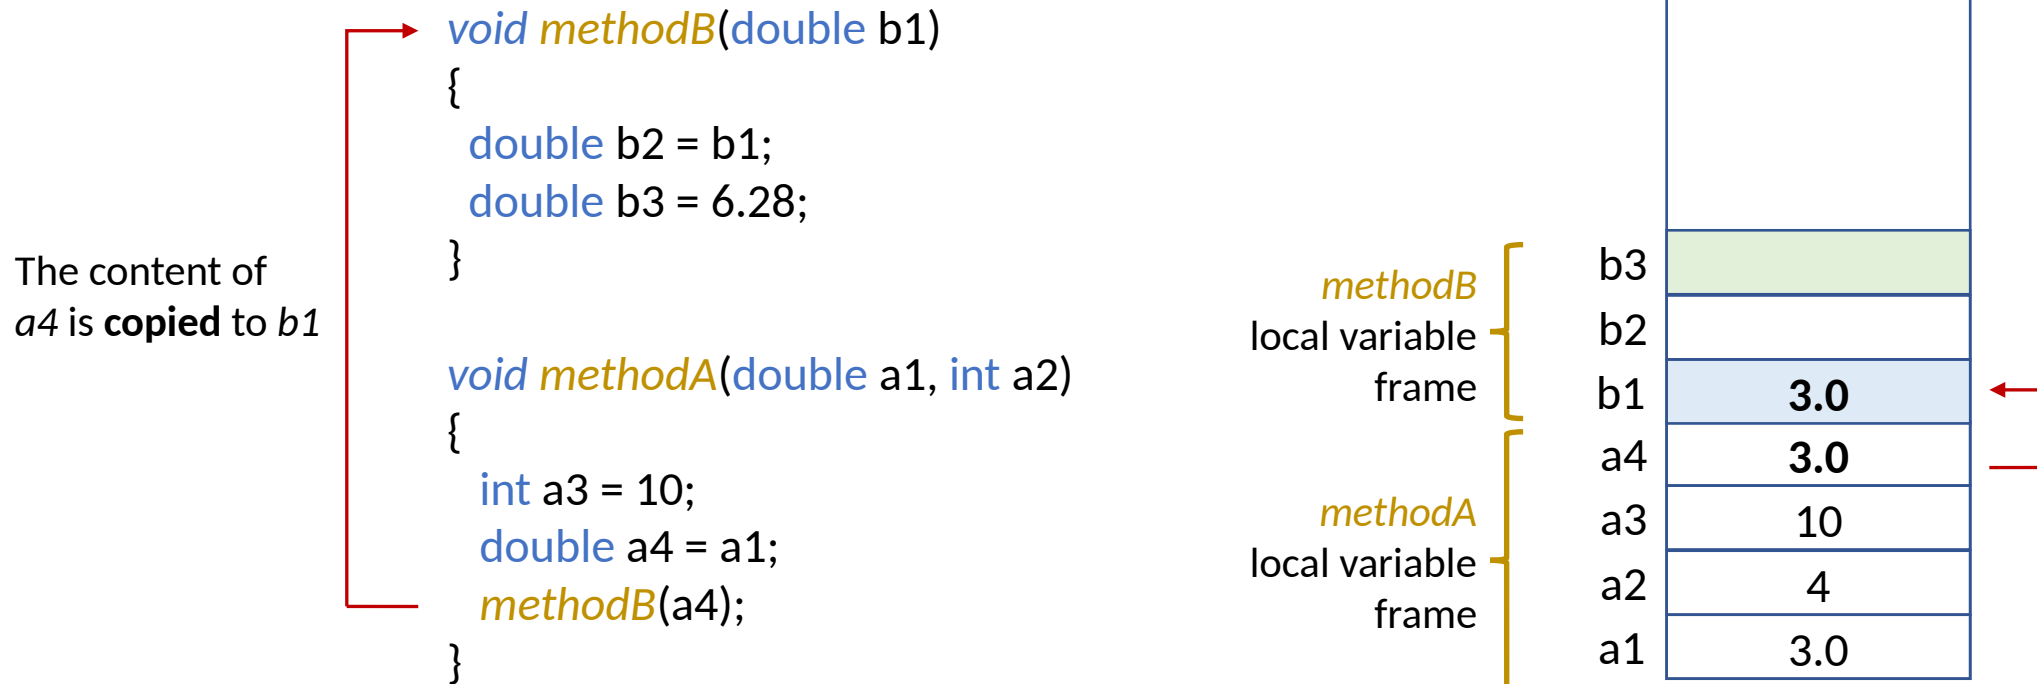 void methodB(double b1)
{
double b2 = b1;
double b3 = 6.28;
}
The content of
a4 is copied to b1
void methodA(double a1, int a2)
{
int a3 = 10;
double a4 = a1;
methodB(a4);
}
methodB
local variable
frame
methodA
local variable
frame
b3
b2
b1 3.0
a4 3.0
a3 10
a2 4
a1 3.0